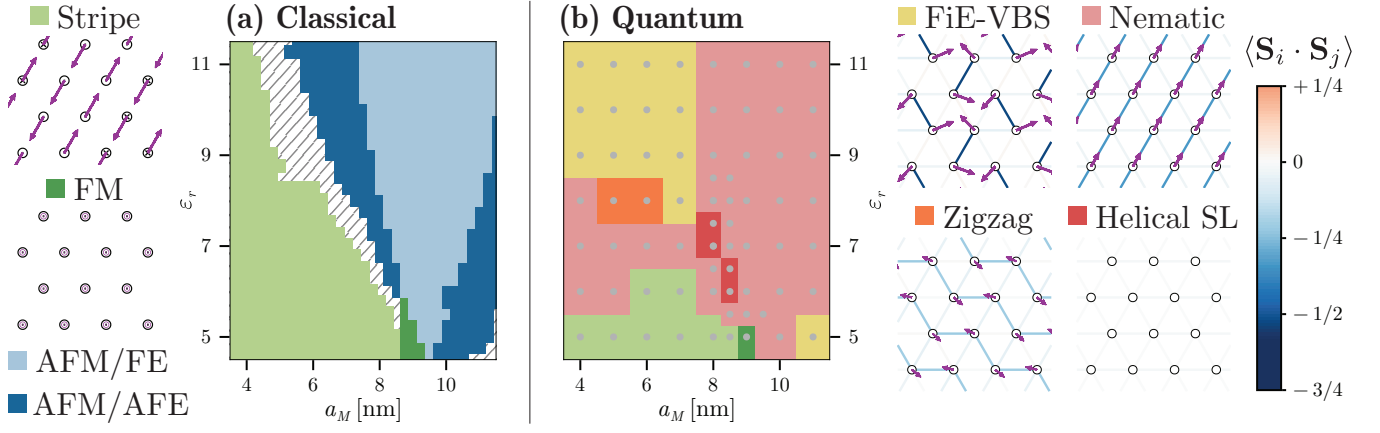 Stripe
FM
AFM/FE
AFM/AFE
(a) Classical
11
9
7
5
ε_r
4 6 8 10
a_M [nm]
(b) Quantum
11
9
7
5
ε_r
4 6 8 10
a_M [nm]
FiE-VBS
Nematic
Zigzag
Helical SL
⟨S_i · S_j⟩
+1/4
0
−1/4
−1/2
−3/4